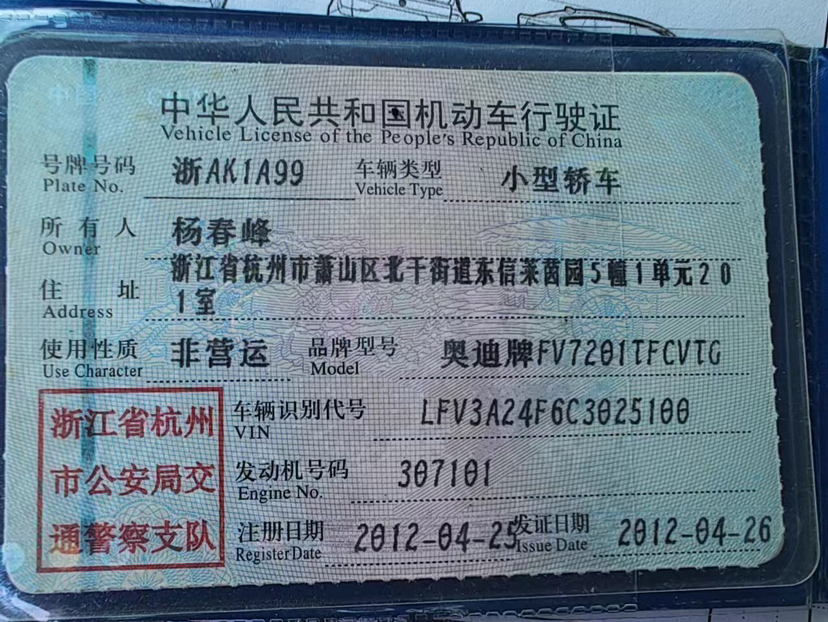 中华人民共和国机动车行驶证
Vehicle License of the People's Republic of China
号牌号码 浙AK1A99 车辆类型 小型轿车
Plate No. Vehicle Type
所有人 杨春峰
Owner
住址 浙江省杭州市萧山区北干街道东信莱茵园5幢1单元20
Address 1室
使用性质 非营运 品牌型号 奥迪牌FV7201TFCVTG
Use Character Model
浙江省杭州 车辆识别代号 LFV3A24F6C3025100
VIN
市公安局交 发动机号码 307101
Engine No.
通警察支队 注册日期 2012-04-25 发证日期 2012-04-26
Register Date Issue Date